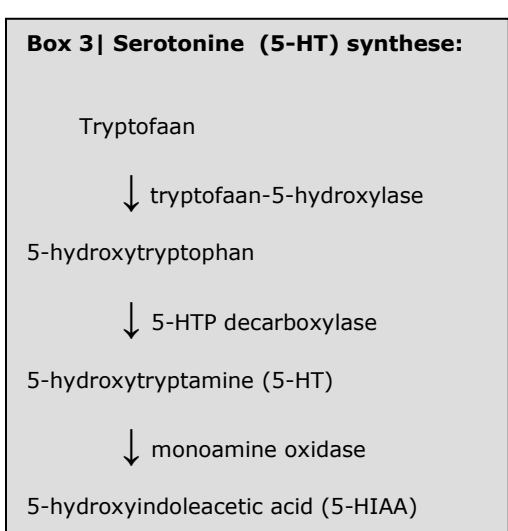 Box 3| Serotonine (5-HT) synthese:
Tryptofaan
↓ tryptofaan-5-hydroxylase
5-hydroxytryptophan
↓ 5-HTP decarboxylase
5-hydroxytryptamine (5-HT)
↓ monoamine oxidase
5-hydroxyindoleacetic acid (5-HIAA)